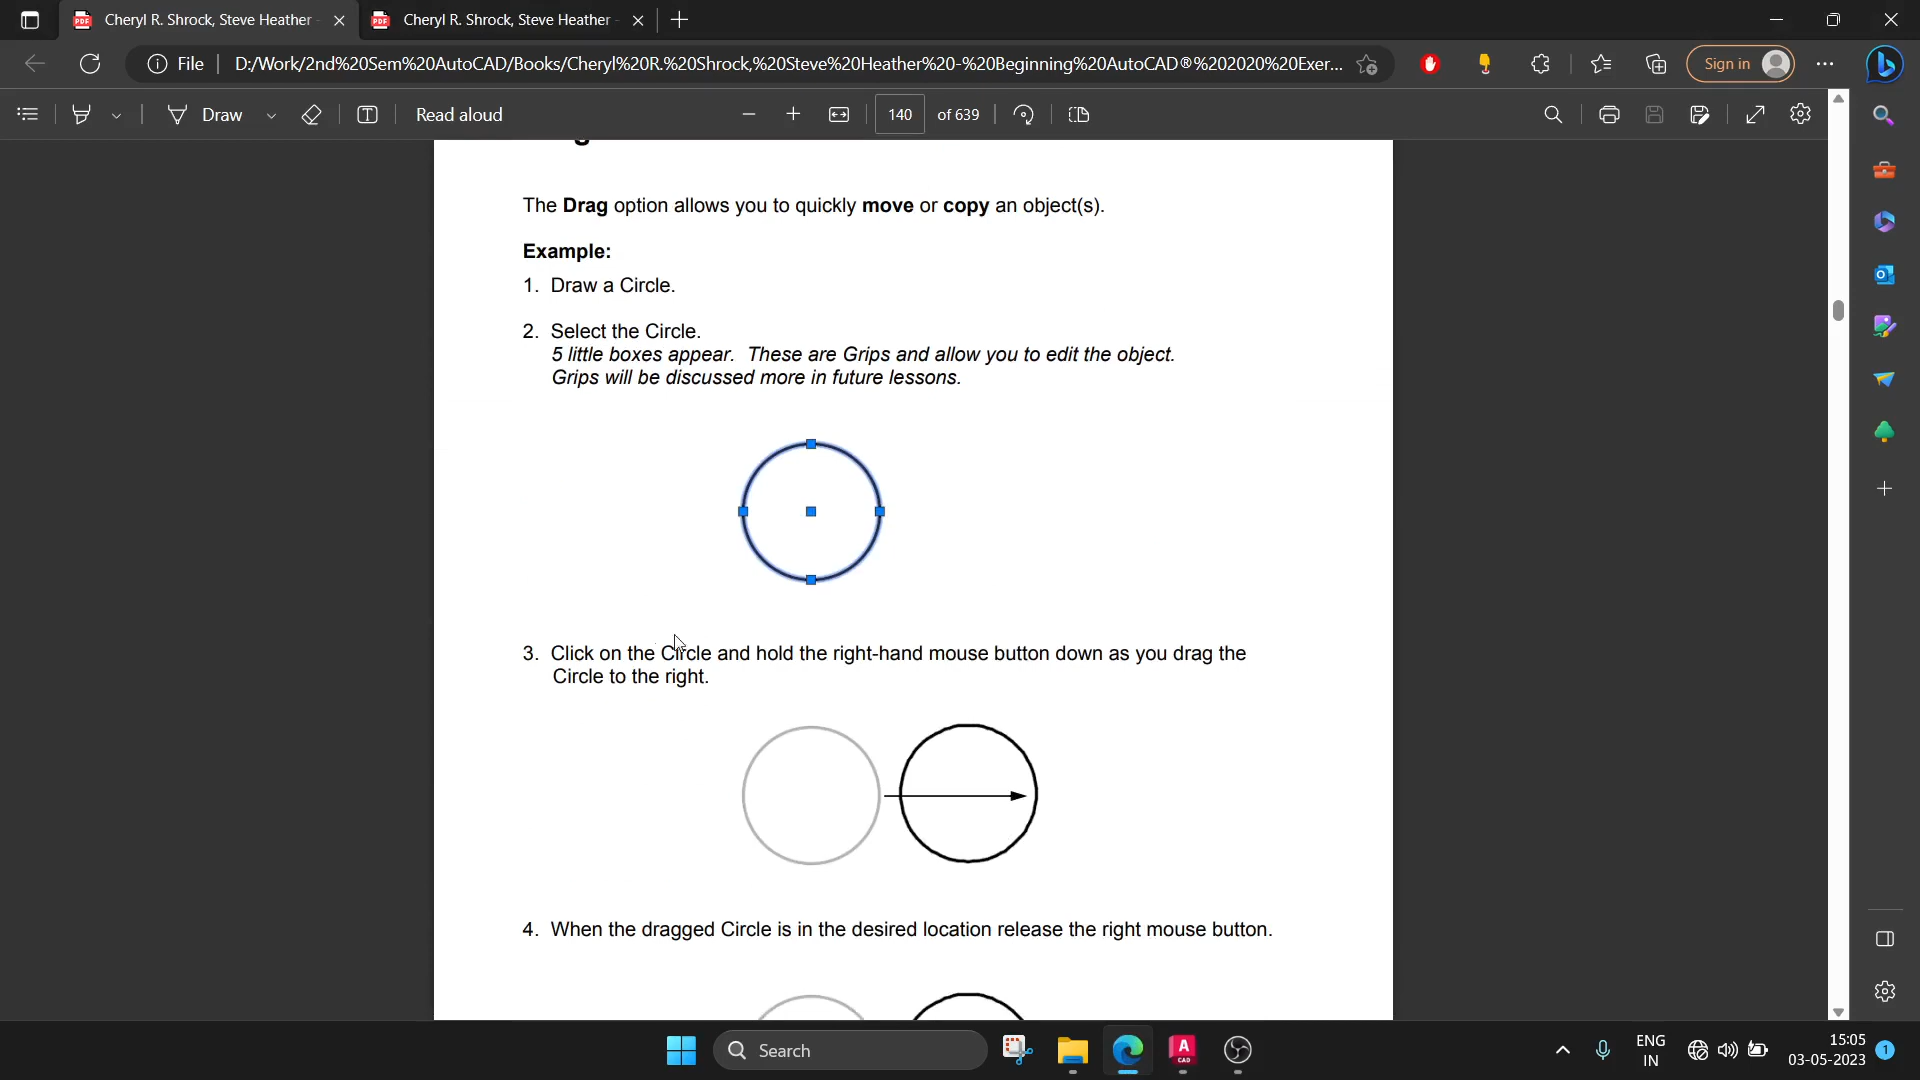 Cheryl R. Shrock, Steve Heather -
Cheryl R. Shrock, Steve Heather -
File
D:/Work/2nd%20Sem%20AutoCAD/Books/Cheryl%20R.%20Shrock,%20Steve%20Heather%20-%20Beginning%20AutoCAD®%202020%20Exer...
Sign in
Draw
Read aloud
140 of 639
The Drag option allows you to quickly move or copy an object(s).
Example:
1. Draw a Circle.
2. Select the Circle.
5 little boxes appear. These are Grips and allow you to edit the object.
Grips will be discussed more in future lessons.
3. Click on the Circle and hold the right-hand mouse button down as you drag the
Circle to the right.
4. When the dragged Circle is in the desired location release the right mouse button.
Search
ENG
IN
15:05
03-05-2023
1